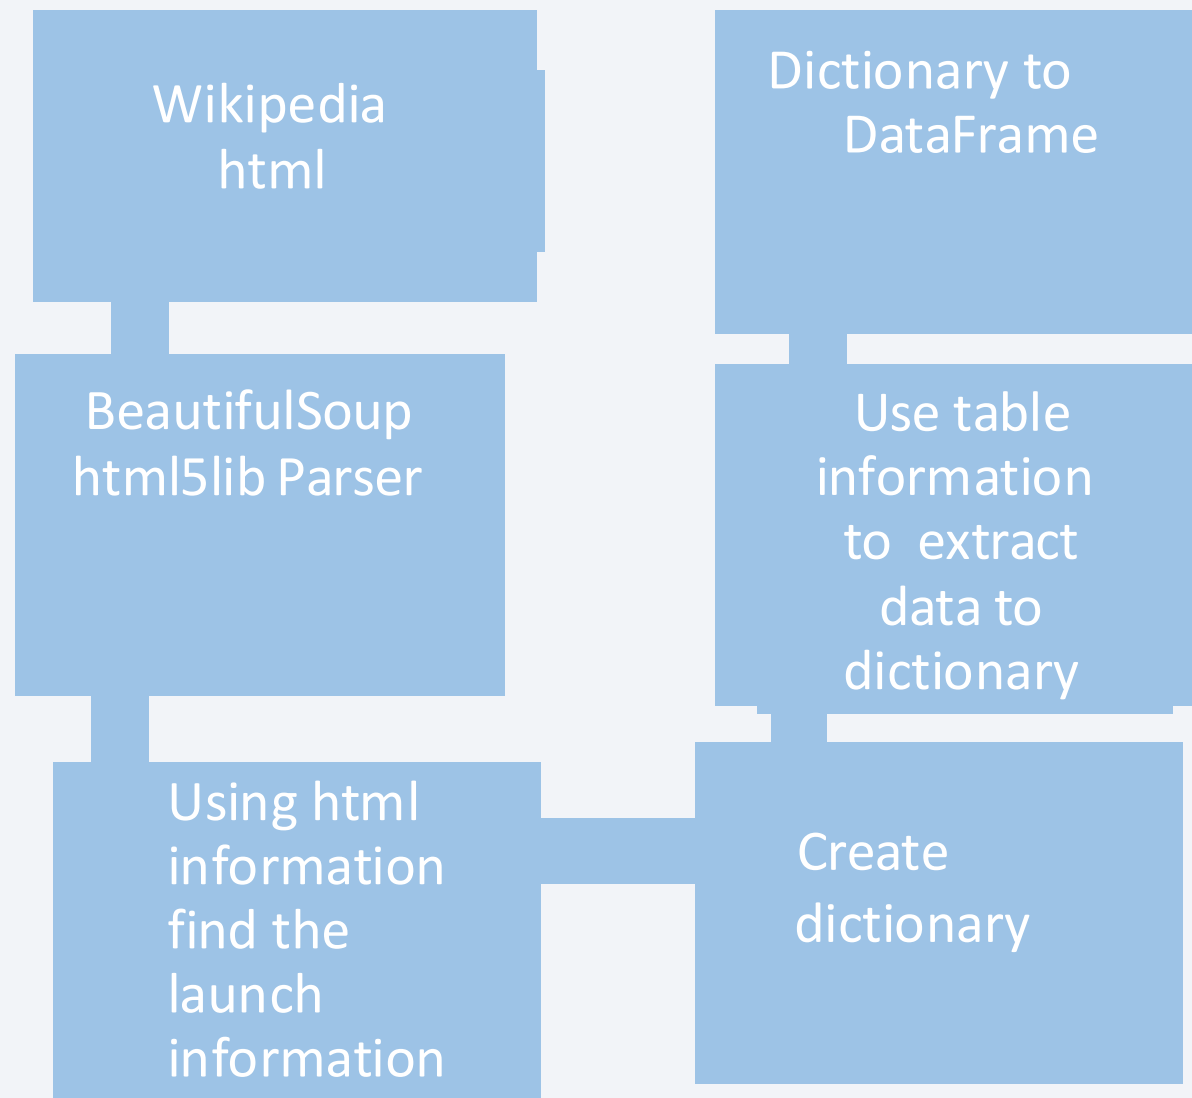 Wikipedia
html
BeautifulSoup
html5lib Parser
Using html
information
find the
launch
information
Dictionary to
DataFrame
Use table
information
to extract
data to
dictionary
Create
dictionary